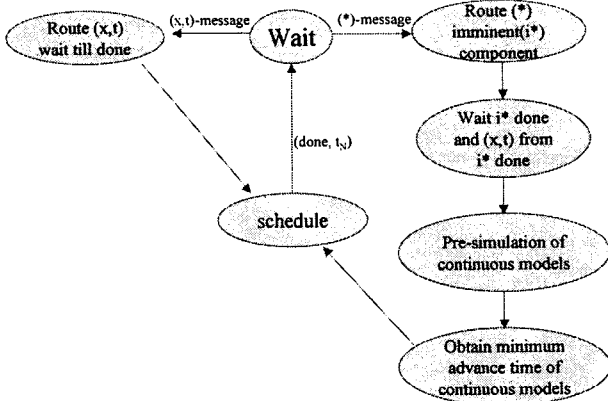 Route (x,t)
wait till done
(x,t)-message
Wait
(*)-message
Route (*)
imminent(i*)
component
Wait i* done
and (x,t) from
i* done
(done, t_N)
schedule
Pre-simulation of
continuous models
Obtain minimum
advance time of
continuous models